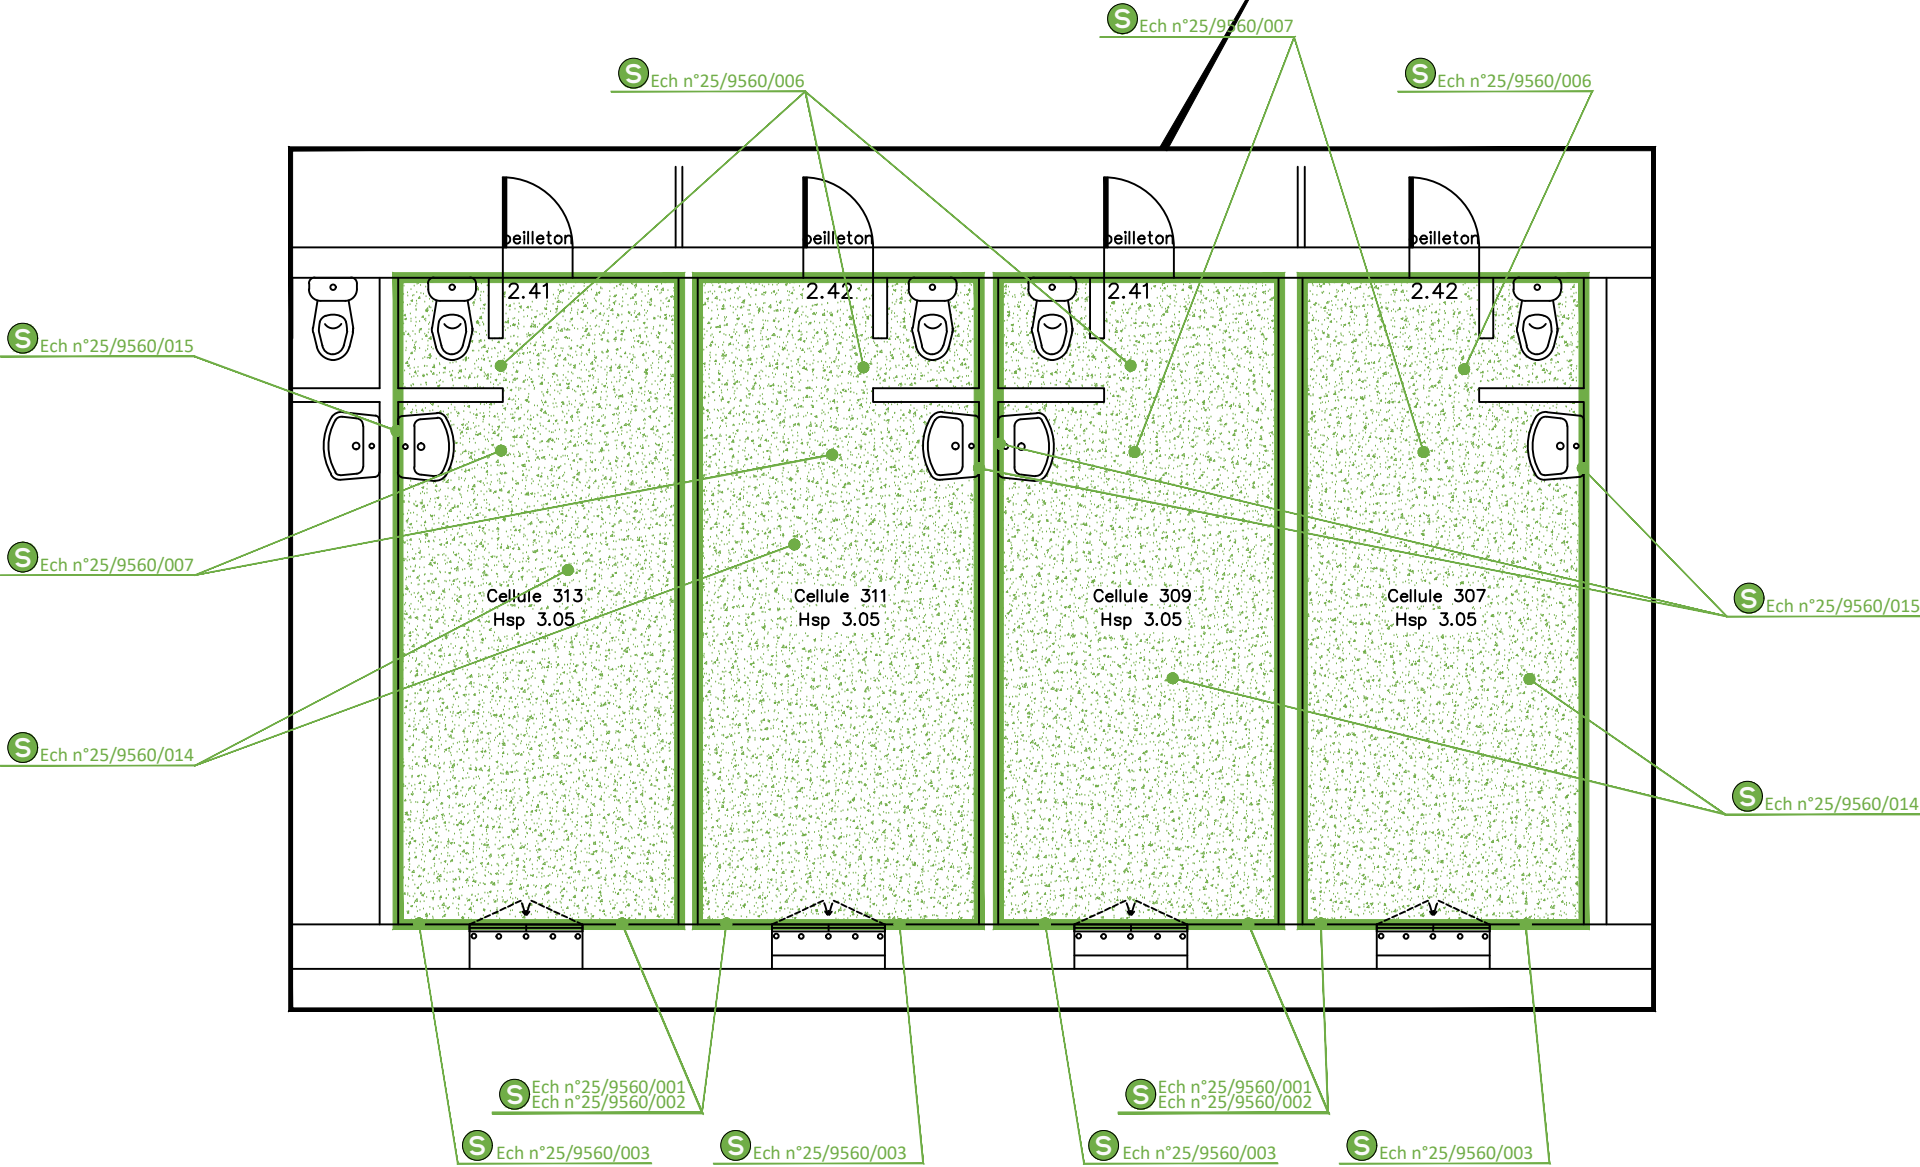 S Ech n°25/9560/007
S Ech n°25/9560/006
S Ech n°25/9560/006
oeilleton
oeilleton
oeilleton
oeilleton
2.41
2.42
2.41
2.42
S Ech n°25/9560/015
S Ech n°25/9560/007
Cellule 313
Hsp 3.05
Cellule 311
Hsp 3.05
Cellule 309
Hsp 3.05
Cellule 307
Hsp 3.05
S Ech n°25/9560/015
S Ech n°25/9560/014
S Ech n°25/9560/014
S Ech n°25/9560/001
Ech n°25/9560/002
S Ech n°25/9560/001
Ech n°25/9560/002
S Ech n°25/9560/003
S Ech n°25/9560/003
S Ech n°25/9560/003
S Ech n°25/9560/003